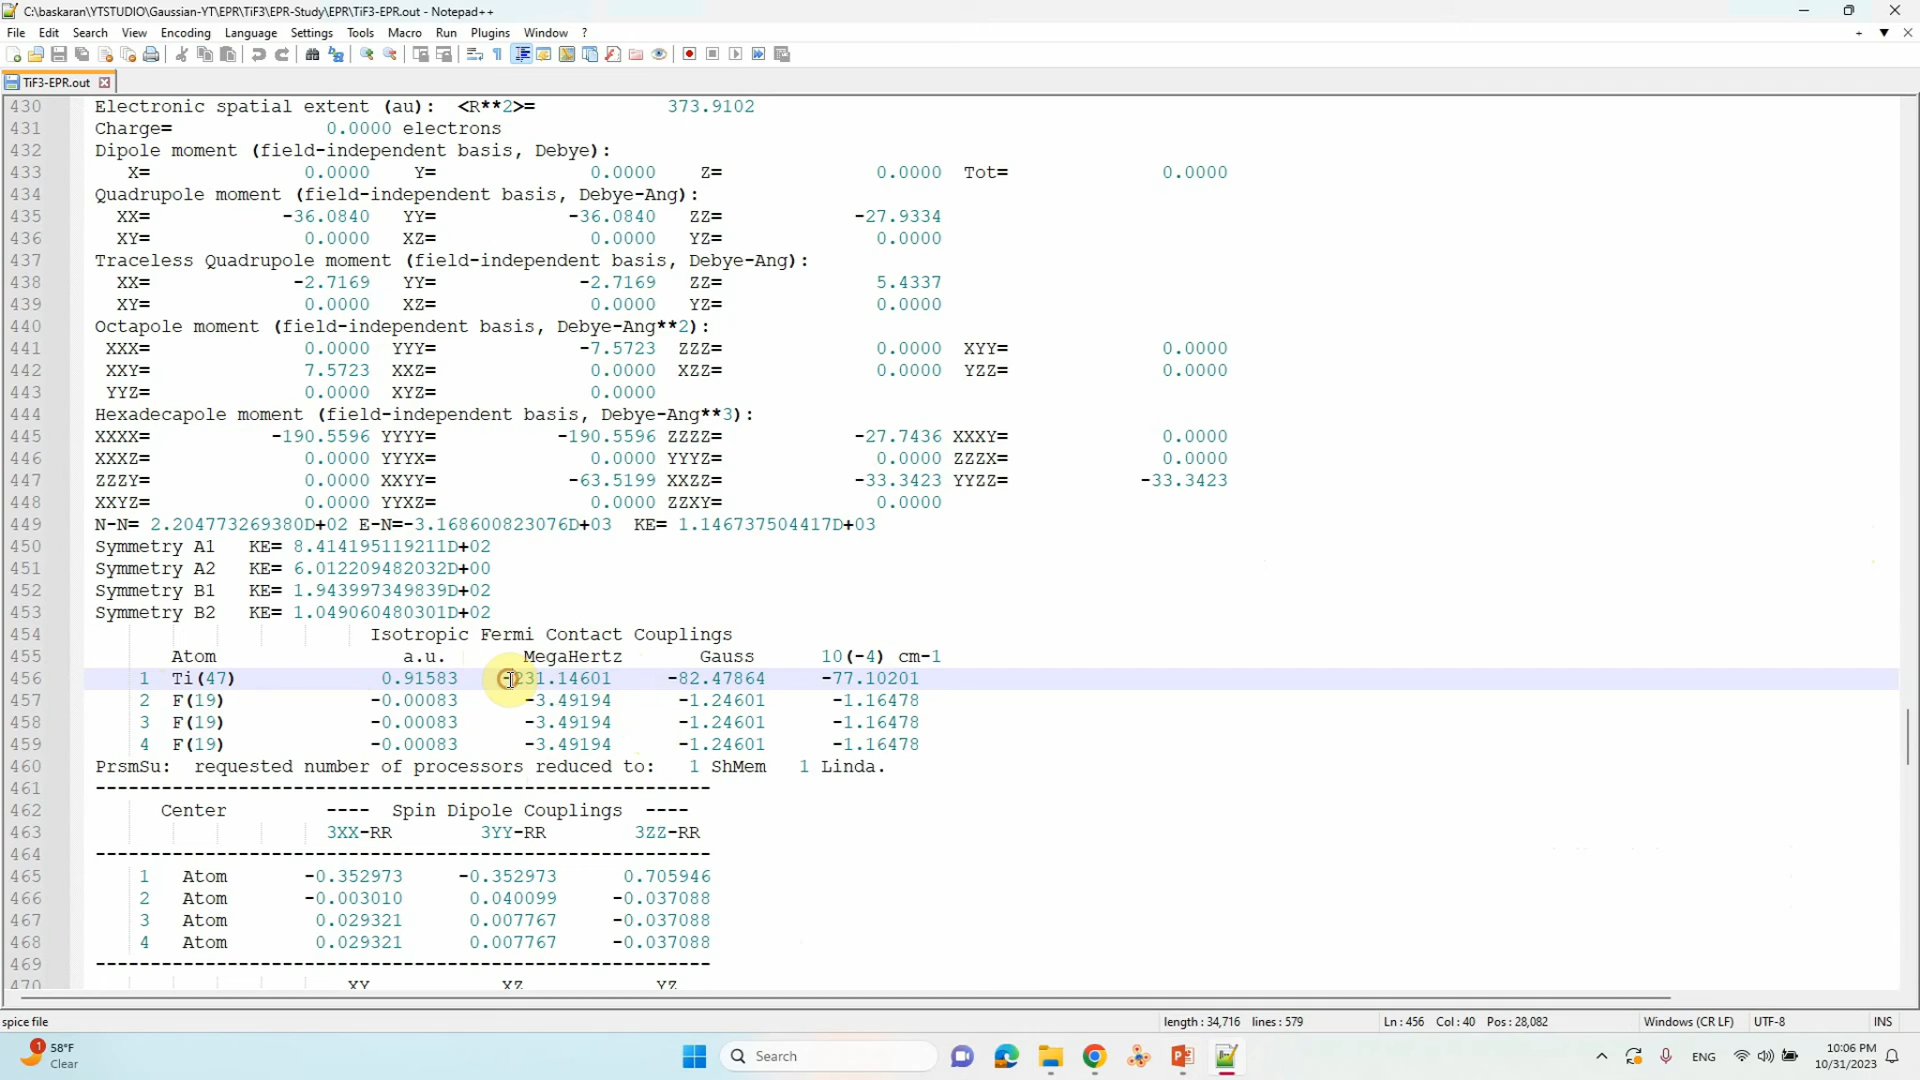 C:\baskaran\YTSTUDIO\Gaussian-YT\EPR\TiF3\EPR-Study\EPR\TiF3-EPR.out - Notepad++
File Edit Search View Encoding Language Settings Tools Macro Run Plugins Window ?
TiF3-EPR.out
430 Electronic spatial extent (au): <R**2>= 373.9102
431 Charge= 0.0000 electrons
432 Dipole moment (field-independent basis, Debye):
433 X= 0.0000 Y= 0.0000 Z= 0.0000 Tot= 0.0000
434 Quadrupole moment (field-independent basis, Debye-Ang):
435 XX= -36.0840 YY= -36.0840 ZZ= -27.9334
436 XY= 0.0000 XZ= 0.0000 YZ= 0.0000
437 Traceless Quadrupole moment (field-independent basis, Debye-Ang):
438 XX= -2.7169 YY= -2.7169 ZZ= 5.4337
439 XY= 0.0000 XZ= 0.0000 YZ= 0.0000
440 Octapole moment (field-independent basis, Debye-Ang**2):
441 XXX= 0.0000 YYY= -7.5723 ZZZ= 0.0000 XYY= 0.0000
442 XXY= 7.5723 XXZ= 0.0000 XZZ= 0.0000 YZZ= 0.0000
443 YYZ= 0.0000 XYZ= 0.0000
444 Hexadecapole moment (field-independent basis, Debye-Ang**3):
445 XXXX= -190.5596 YYYY= -190.5596 ZZZZ= -27.7436 XXXY= 0.0000
446 XXXZ= 0.0000 YYYX= 0.0000 YYYZ= 0.0000 ZZZX= 0.0000
447 ZZZY= 0.0000 XXYY= -63.5199 XXZZ= -33.3423 YYZZ= -33.3423
448 XXYZ= 0.0000 YYXZ= 0.0000 ZZXY= 0.0000
449 N-N= 2.204773269380D+02 E-N=-3.168600823076D+03 KE= 1.146737504417D+03
450 Symmetry A1 KE= 8.414195119211D+02
451 Symmetry A2 KE= 6.012209482032D+00
452 Symmetry B1 KE= 1.943997349839D+02
453 Symmetry B2 KE= 1.049060480301D+02
454 Isotropic Fermi Contact Couplings
455 Atom a.u. MegaHertz Gauss 10(-4) cm-1
456 1 Ti(47) 0.91583 -231.14601 -82.47864 -77.10201
457 2 F(19) -0.00083 -3.49194 -1.24601 -1.16478
458 3 F(19) -0.00083 -3.49194 -1.24601 -1.16478
459 4 F(19) -0.00083 -3.49194 -1.24601 -1.16478
460 PrsmSu: requested number of processors reduced to: 1 ShMem 1 Linda.
461 --------------------------------------------------------
462 Center ---- Spin Dipole Couplings ----
463 3XX-RR 3YY-RR 3ZZ-RR
464 --------------------------------------------------------
465 1 Atom -0.352973 -0.352973 0.705946
466 2 Atom -0.003010 0.040099 -0.037088
467 3 Atom 0.029321 0.007767 -0.037088
468 4 Atom 0.029321 0.007767 -0.037088
469 --------------------------------------------------------
470 XY XZ YZ
spice file length : 34,716 lines : 579 Ln : 456 Col : 40 Pos : 28,082 Windows (CR LF) UTF-8 INS
1 58°F Clear Search ENG 10:06 PM 10/31/2023